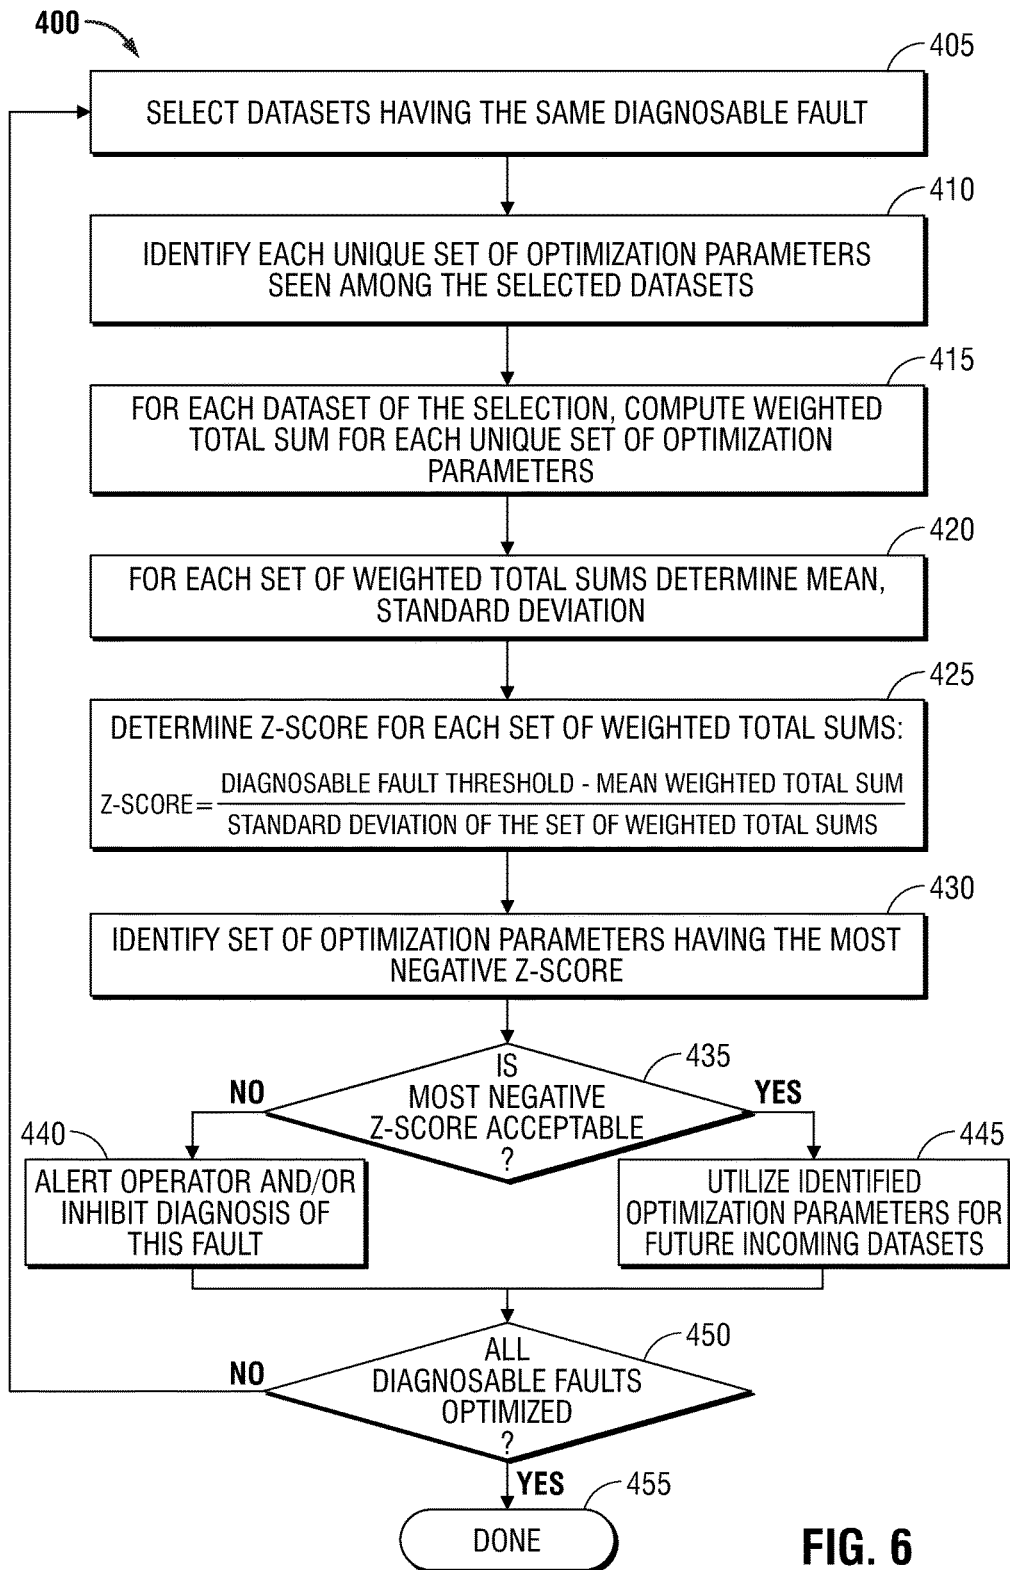 400
405
SELECT DATASETS HAVING THE SAME DIAGNOSABLE FAULT
410
IDENTIFY EACH UNIQUE SET OF OPTIMIZATION PARAMETERS
SEEN AMONG THE SELECTED DATASETS
415
FOR EACH DATASET OF THE SELECTION, COMPUTE WEIGHTED
TOTAL SUM FOR EACH UNIQUE SET OF OPTIMIZATION
PARAMETERS
420
FOR EACH SET OF WEIGHTED TOTAL SUMS DETERMINE MEAN,
STANDARD DEVIATION
425
DETERMINE Z-SCORE FOR EACH SET OF WEIGHTED TOTAL SUMS:
DIAGNOSABLE FAULT THRESHOLD - MEAN WEIGHTED TOTAL SUM
Z-SCORE=
STANDARD DEVIATION OF THE SET OF WEIGHTED TOTAL SUMS
430
IDENTIFY SET OF OPTIMIZATION PARAMETERS HAVING THE MOST
NEGATIVE Z-SCORE
435
IS
MOST NEGATIVE
Z-SCORE ACCEPTABLE
?
NO
YES
440
ALERT OPERATOR AND/OR
INHIBIT DIAGNOSIS OF
THIS FAULT
445
UTILIZE IDENTIFIED
OPTIMIZATION PARAMETERS FOR
FUTURE INCOMING DATASETS
450
ALL
DIAGNOSABLE FAULTS
OPTIMIZED
?
NO
YES
455
DONE
FIG. 6